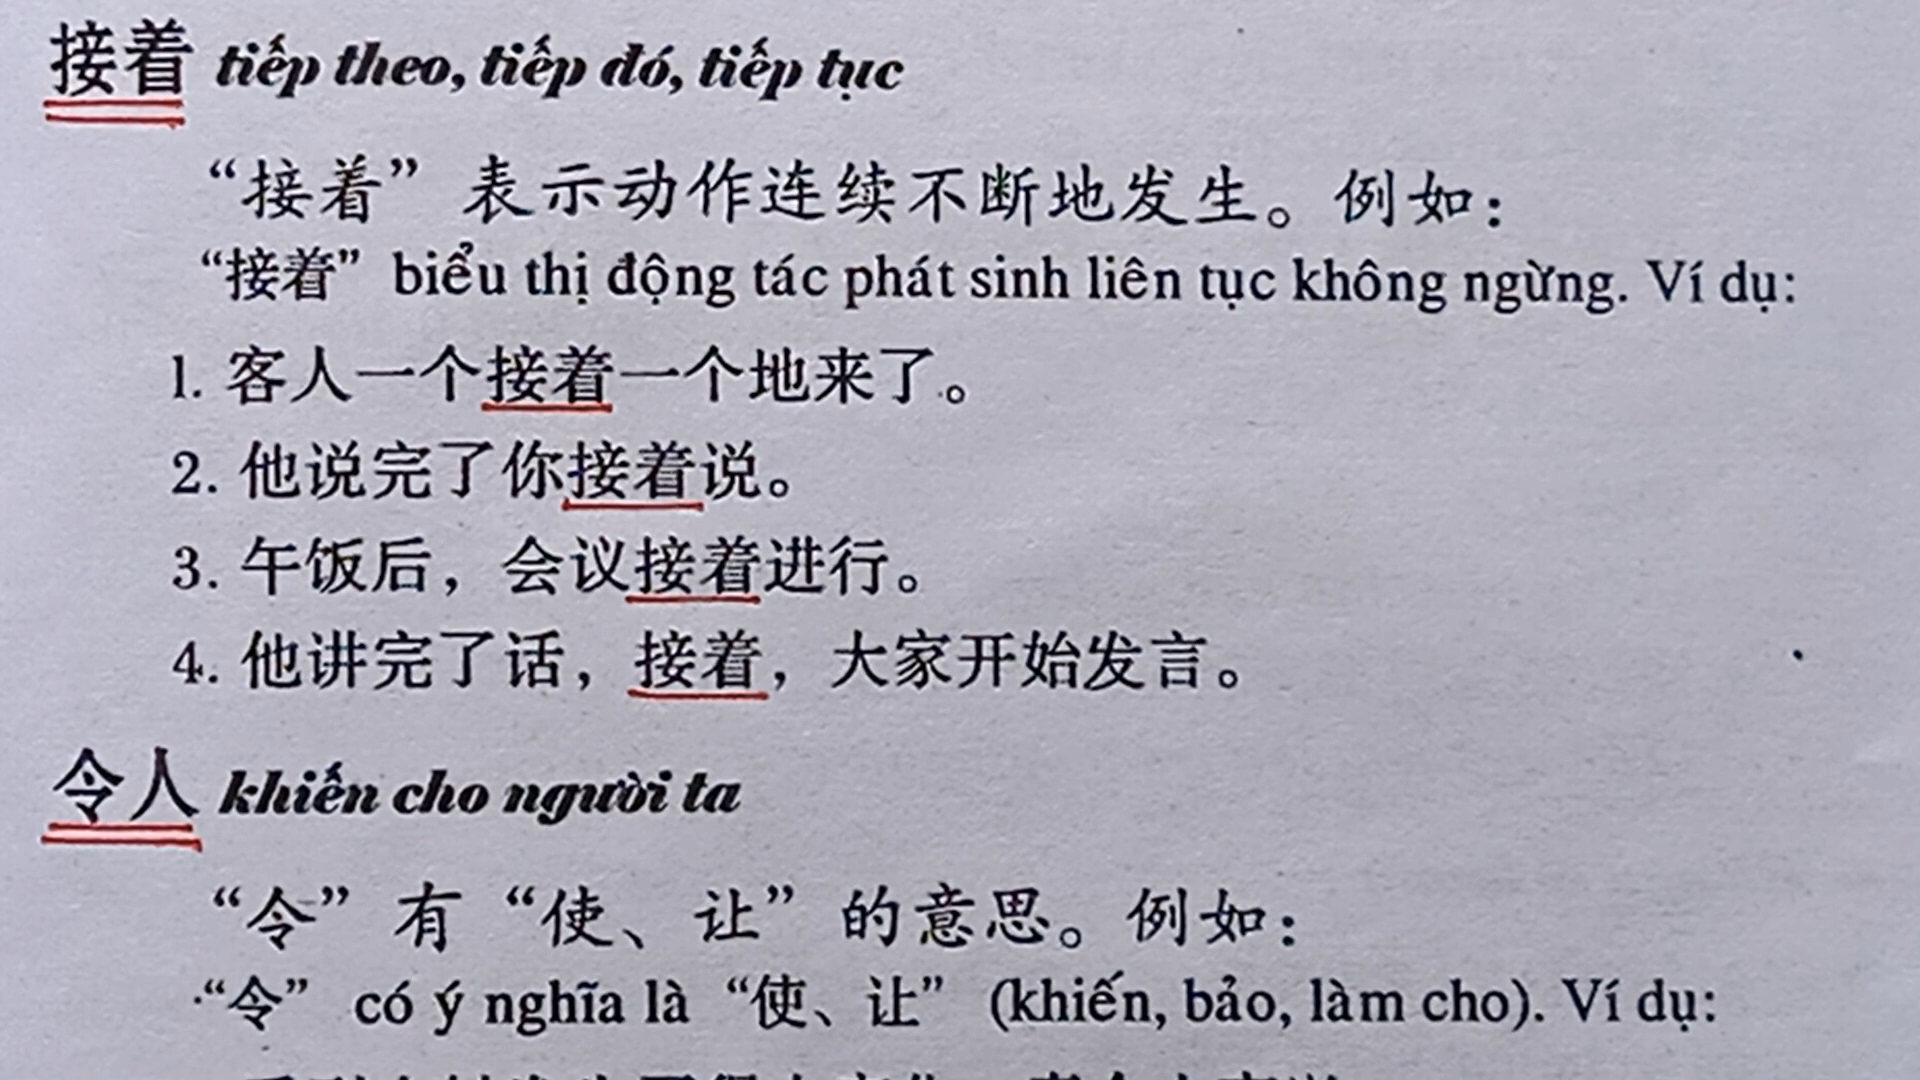 接着 tiếp theo, tiếp đó, tiếp tục
“接着” 表示动作连续不断地发生。例如：
“接着” biểu thị động tác phát sinh liên tục không ngừng. Ví dụ:
1. 客人一个接着一个地来了。
2. 他说完了你接着说。
3. 午饭后，会议接着进行。
4. 他讲完了话，接着，大家开始发言。
令人 khiến cho người ta
“令” 有 “使、让” 的意思。例如：
“令” có ý nghĩa là “使、让” (khiến, bảo, làm cho). Ví dụ: